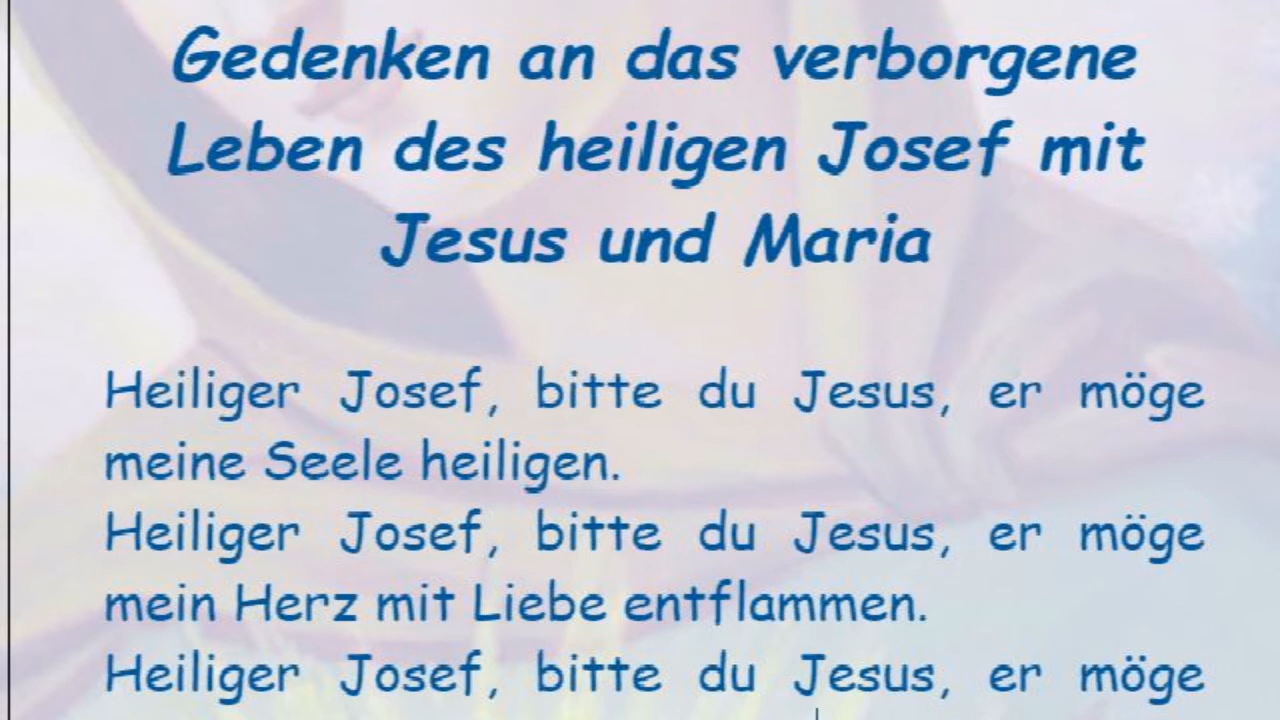 Gedenken an das verborgene
Leben des heiligen Josef mit
Jesus und Maria
Heiliger Josef, bitte du Jesus, er möge
meine Seele heiligen.
Heiliger Josef, bitte du Jesus, er möge
mein Herz mit Liebe entflammen.
Heiliger Josef, bitte du Jesus, er möge